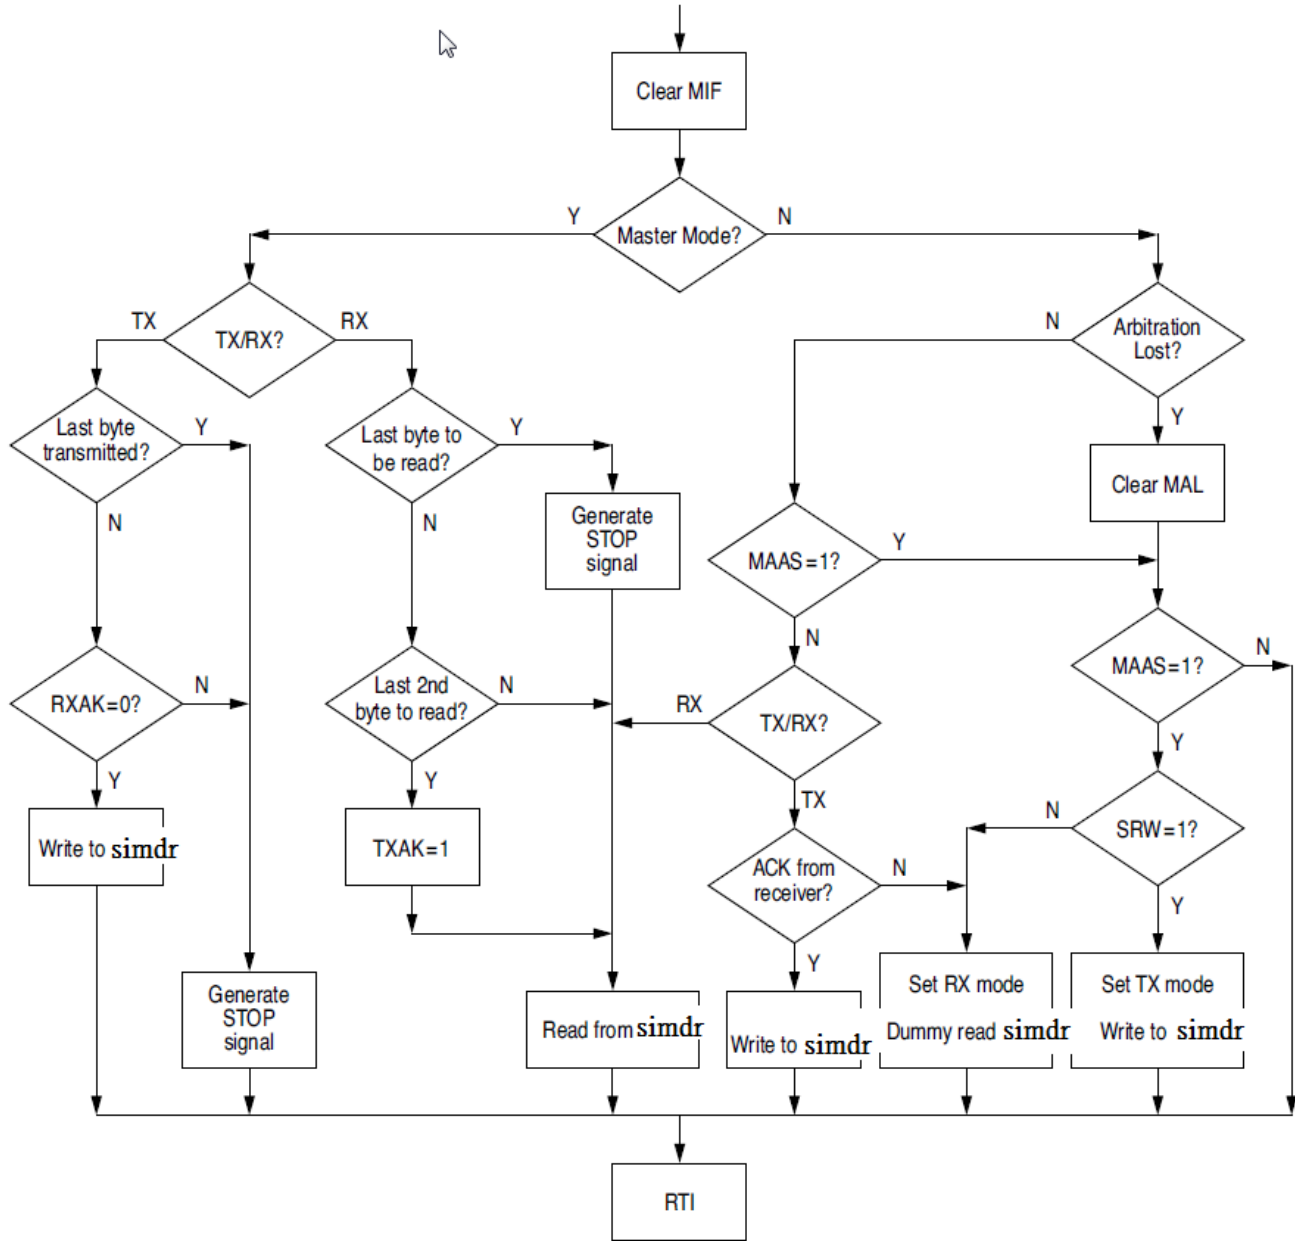 Clear MIF
Master Mode?
Y
N
TX/RX?
TX
RX
Arbitration
Lost?
N
Y
Last byte
transmitted?
Y
N
Last byte to
be read?
Y
N
Clear MAL
Generate
STOP
signal
MAAS=1?
Y
N
MAAS=1?
N
Y
RXAK=0?
N
Y
Last 2nd
byte to read?
N
Y
TX/RX?
RX
TX
Write to simdr
TXAK=1
ACK from
receiver?
N
Y
SRW=1?
N
Y
Generate
STOP
signal
Read from simdr
Write to simdr
Set RX mode
Dummy read simdr
Set TX mode
Write to simdr
RTI